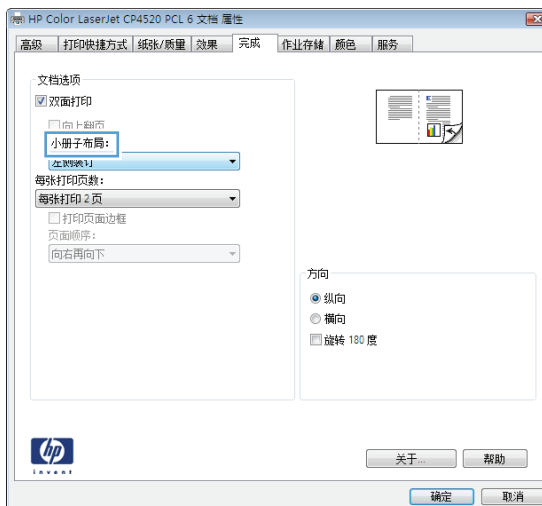 HP Color LaserJet CP4520 PCL 6 文档 属性
高级 打印快捷方式 纸张/质量 效果 完成 作业存储 颜色 服务
文档选项
双面打印
向上翻页
小册子布局：
左侧装订
每张打印页数：
每张打印 2 页
打印页面边框
页面顺序：
向右再向下
方向
纵向
横向
旋转 180 度
hp
invent
关于... 帮助
确定 取消